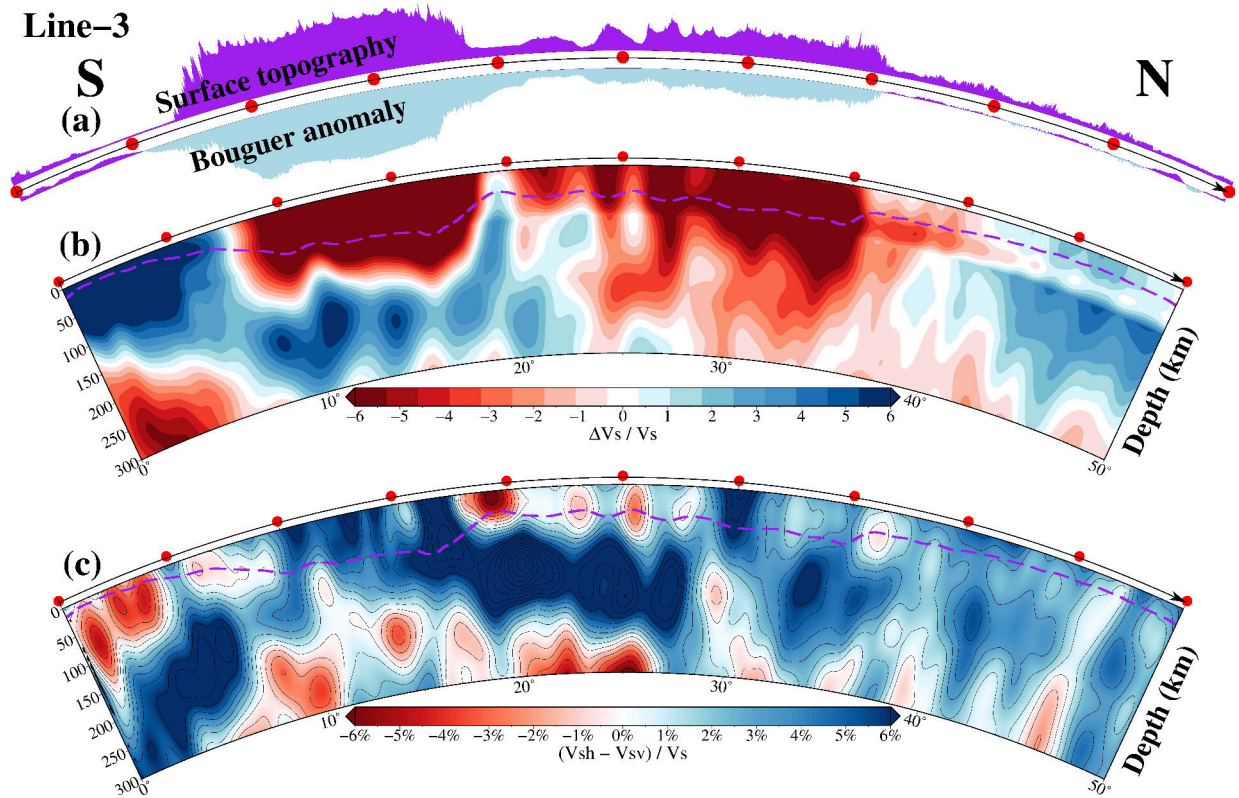 Line−3
S
N
Surface topography
(a)
Bouguer anomaly
(b)
0
50
100
150
200
250
300
0°
10°
20°
30°
40°
50°
−6 −5 −4 −3 −2 −1 0 1 2 3 4 5 6
ΔVs / Vs
Depth (km)
(c)
0
50
100
150
200
250
300
0°
10°
20°
30°
40°
50°
−6% −5% −4% −3% −2% −1% 0% 1% 2% 3% 4% 5% 6%
(Vsh − Vsv) / Vs
Depth (km)